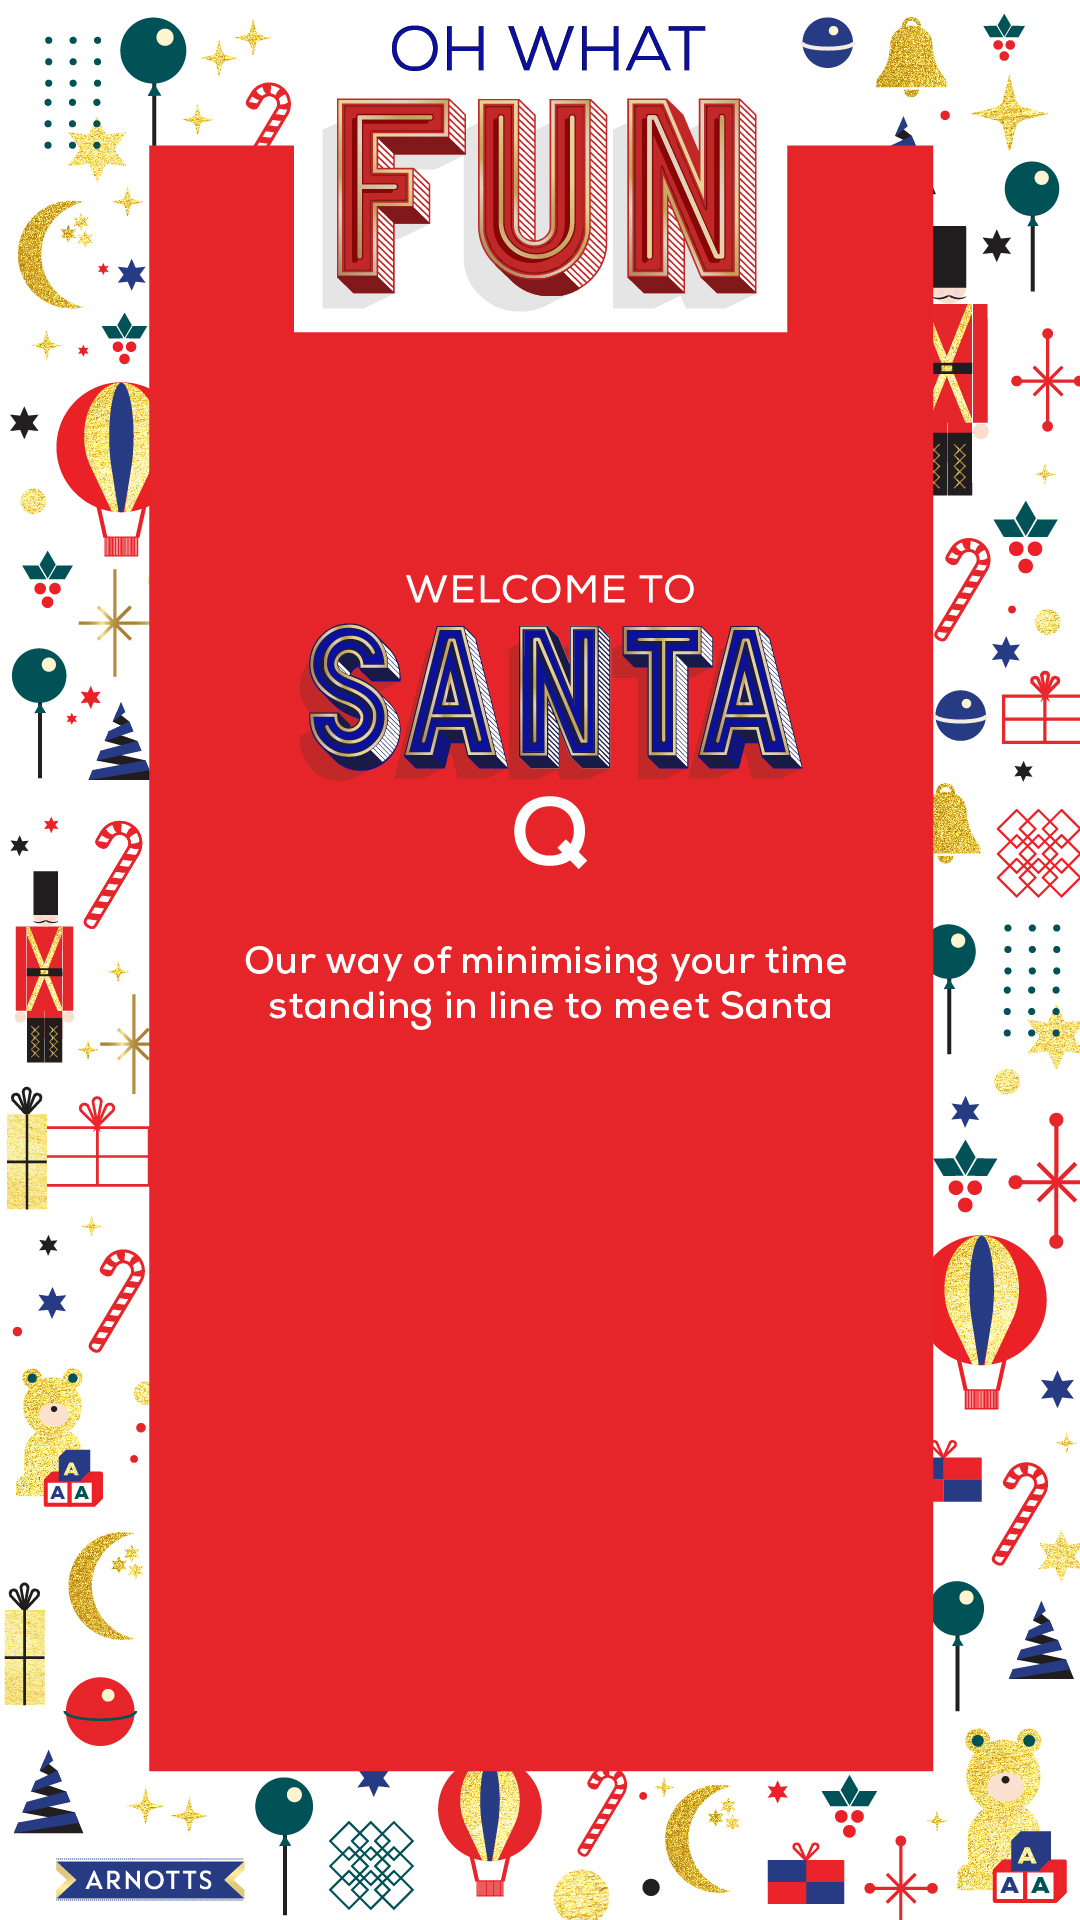 OH WHAT
FUN
WELCOME TO
SANTA
Q
Our way of minimising your time
standing in line to meet Santa
A
A A
A
A A
ARNOTTS